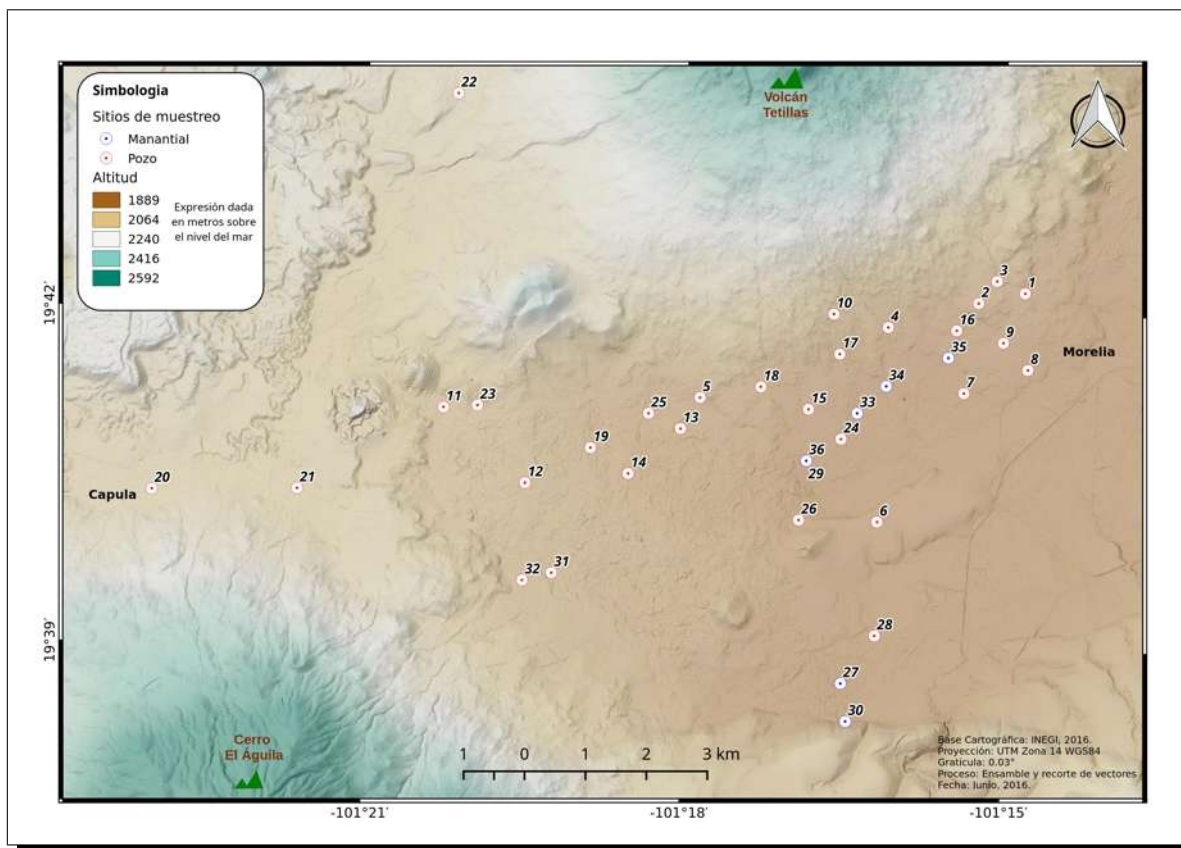 Simbologia
Sitios de muestreo
Manantial
Pozo
Altitud
1889
2064
2240
2416
2592
Expresión dada
en metros sobre
el nivel del mar
22
Volcán
Tetillas
3
1
2
10
4
16
9
17
35
Morelia
8
34
18
7
5
15
33
11
23
25
13
24
19
36
14
29
12
20
21
Capula
26
6
31
32
28
27
30
Cerro
El Águila
1
0
1
2
3 km
Base Cartográfica: INEGI, 2016.
Proyección: UTM Zona 14 WGS84
Gratícula: 0.03°
Proceso: Ensamble y recorte de vectores
Fecha: Junio, 2016.
19°42′
19°39′
-101°21′
-101°18′
-101°15′